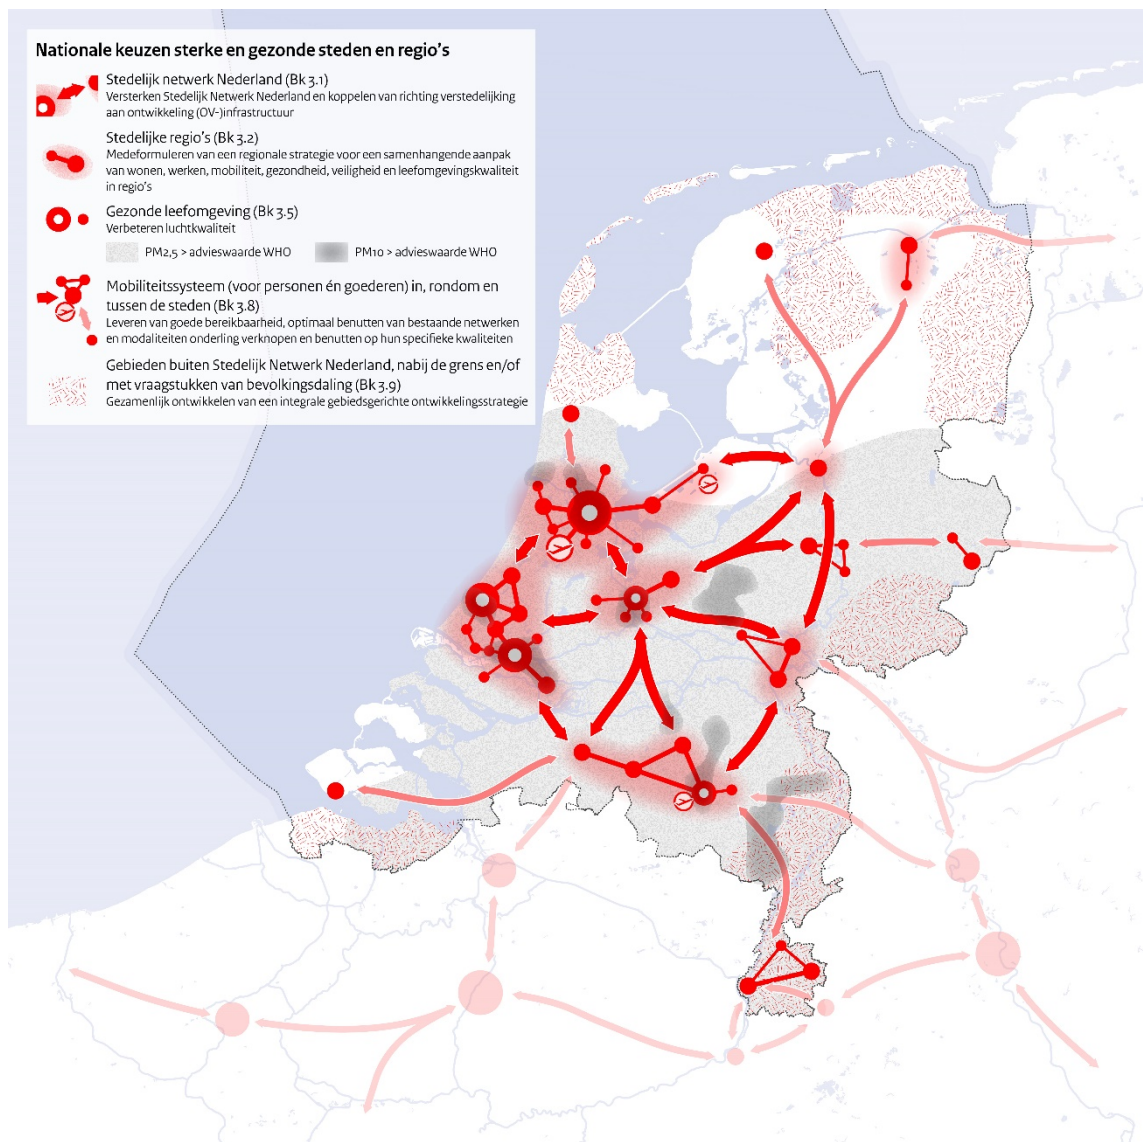 Nationale keuzen sterke en gezonde steden en regio's
Stedelijk netwerk Nederland (Bk 3.1)
Versterken Stedelijk Netwerk Nederland en koppelen van richting verstedelijking
aan ontwikkeling (OV-)infrastructuur
Stedelijke regio's (Bk 3.2)
Medeformuleren van een regionale strategie voor een samenhangende aanpak
van wonen, werken, mobiliteit, gezondheid, veiligheid en leefomgevingskwaliteit
in regio's
Gezonde leefomgeving (Bk 3.5)
Verbeteren luchtkwaliteit
PM2,5 > advieswaarde WHO PM10 > advieswaarde WHO
Mobiliteitssysteem (voor personen én goederen) in, rondom en
tussen de steden (Bk 3.8)
Leveren van goede bereikbaarheid, optimaal benutten van bestaande netwerken
en modaliteiten onderling verknopen en benutten op hun specifieke kwaliteiten
Gebieden buiten Stedelijk Netwerk Nederland, nabij de grens en/of
met vraagstukken van bevolkingsdaling (Bk 3.9)
Gezamenlijk ontwikkelen van een integrale gebiedsgerichte ontwikkelingsstrategie